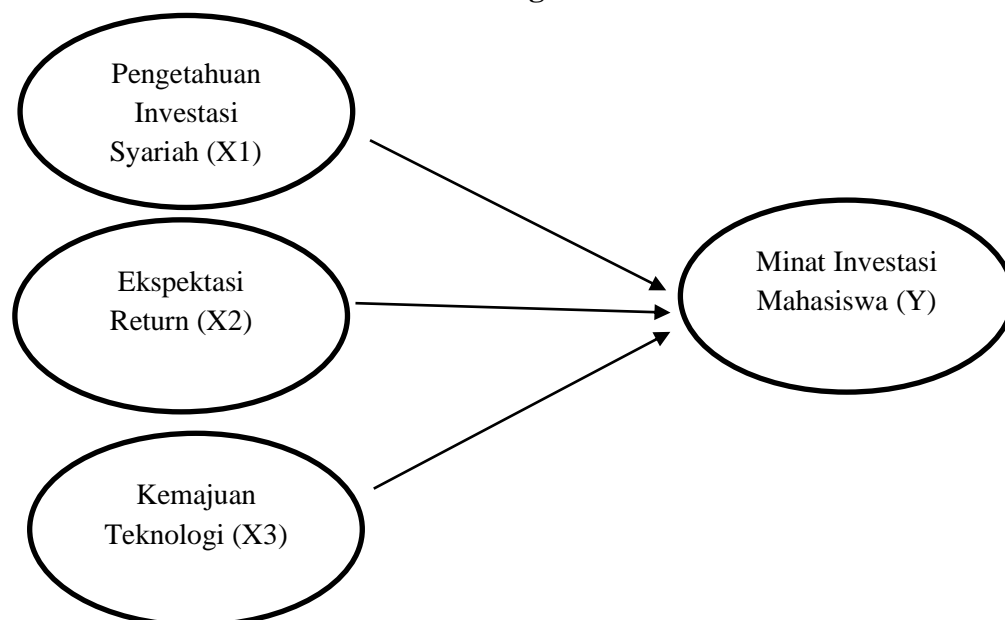 Pengetahuan
Investasi
Syariah (X1)
Ekspektasi
Return (X2)
Kemajuan
Teknologi (X3)
Minat Investasi
Mahasiswa (Y)